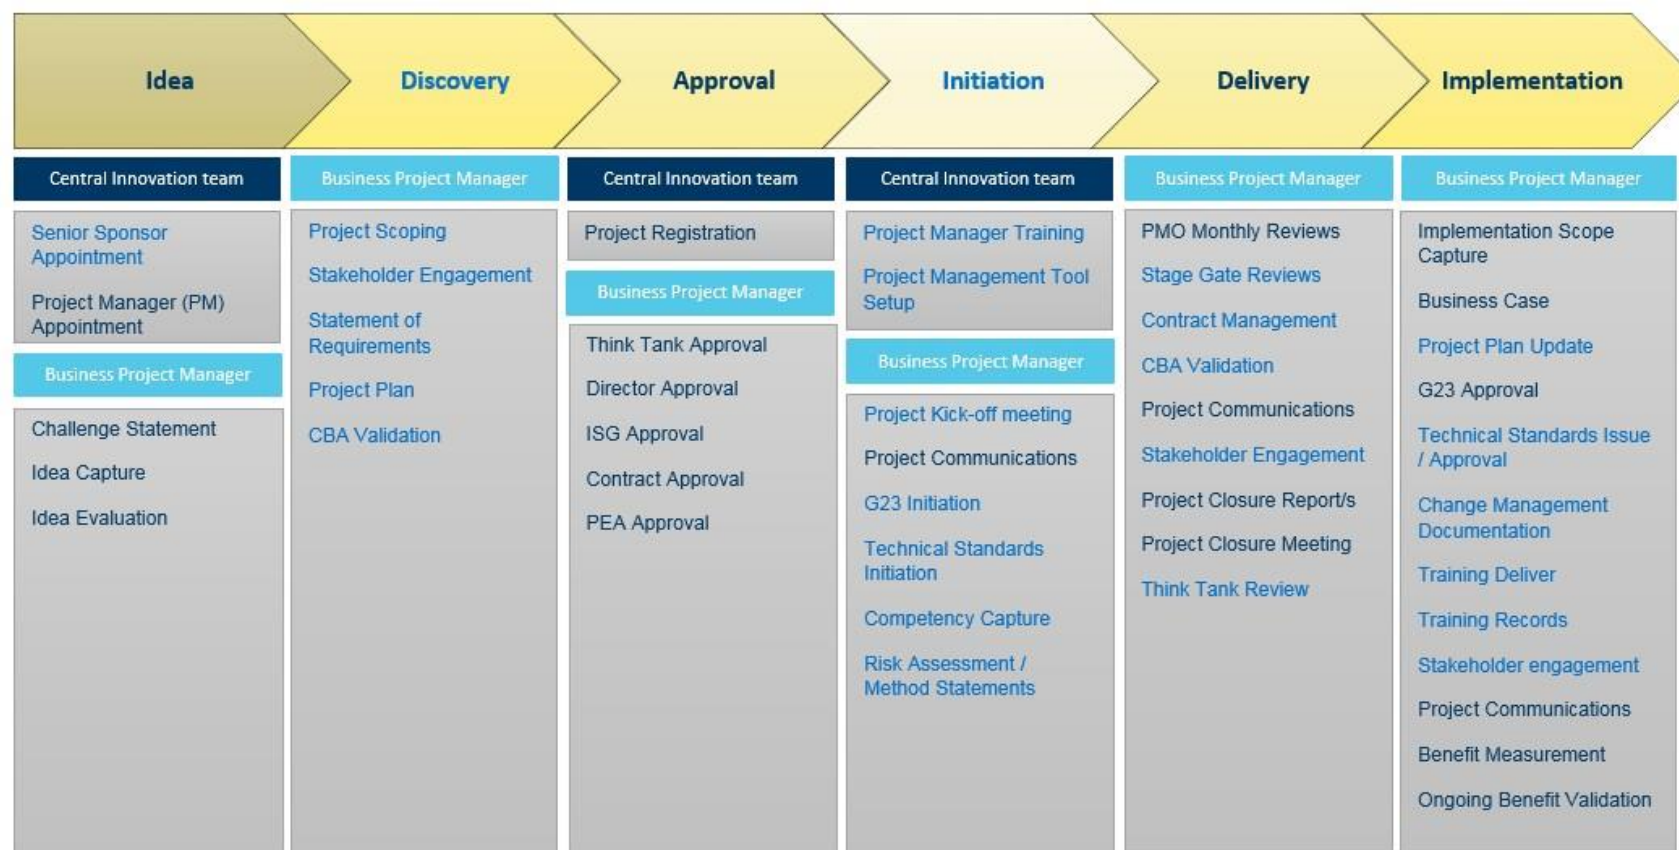 Idea
Discovery
Approval
Initiation
Delivery
Implementation
Central Innovation team
Senior Sponsor
Appointment
Project Manager (PM)
Appointment
Business Project Manager
Challenge Statement
Idea Capture
Idea Evaluation
Business Project Manager
Project Scoping
Stakeholder Engagement
Statement of
Requirements
Project Plan
CBA Validation
Central Innovation team
Project Registration
Business Project Manager
Think Tank Approval
Director Approval
ISG Approval
Contract Approval
PEA Approval
Central Innovation team
Project Manager Training
Project Management Tool
Setup
Business Project Manager
Project Kick-off meeting
Project Communications
G23 Initiation
Technical Standards
Initiation
Competency Capture
Risk Assessment /
Method Statements
Business Project Manager
PMO Monthly Reviews
Stage Gate Reviews
Contract Management
CBA Validation
Project Communications
Stakeholder Engagement
Project Closure Report/s
Project Closure Meeting
Think Tank Review
Business Project Manager
Implementation Scope
Capture
Business Case
Project Plan Update
G23 Approval
Technical Standards Issue
/ Approval
Change Management
Documentation
Training Deliver
Training Records
Stakeholder engagement
Project Communications
Benefit Measurement
Ongoing Benefit Validation